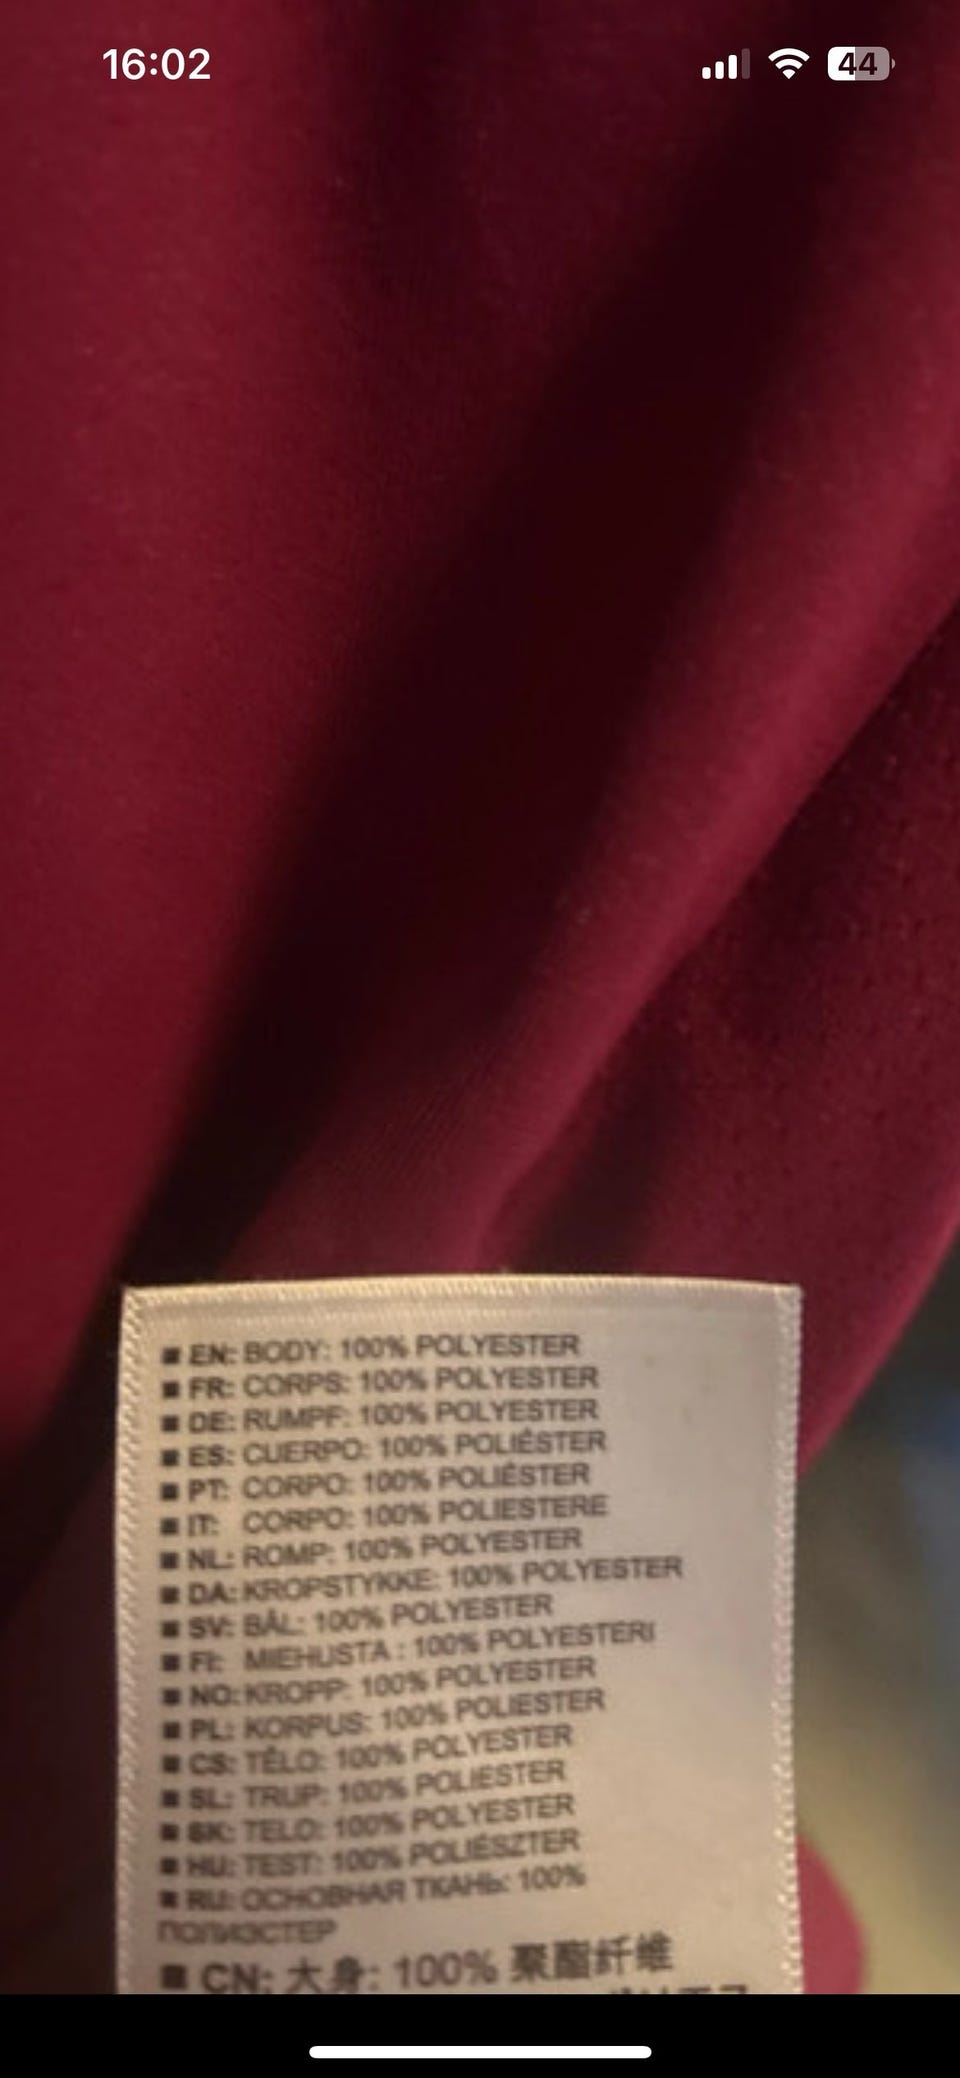 16:02
44
■ EN: BODY: 100% POLYESTER
■ FR: CORPS: 100% POLYESTER
■ DE: RUMPF: 100% POLYESTER
■ ES: CUERPO: 100% POLIÉSTER
■ PT: CORPO: 100% POLIÉSTER
■ IT: CORPO: 100% POLIESTERE
■ NL: ROMP: 100% POLYESTER
■ DA: KROPSTYKKE: 100% POLYESTER
■ SV: BÅL: 100% POLYESTER
■ FI: MIEHUSTA : 100% POLYESTERI
■ NO: KROPP: 100% POLYESTER
■ PL: KORPUS: 100% POLIESTER
■ CS: TĚLO: 100% POLYESTER
■ SL: TRUP: 100% POLIESTER
■ SK: TELO: 100% POLYESTER
■ HU: TEST: 100% POLIÉSZTER
■ RU: ОСНОВНАЯ ТКАНЬ: 100%
ПОЛИЭСТЕР
■ CN: 大身: 100% 聚酯纤维